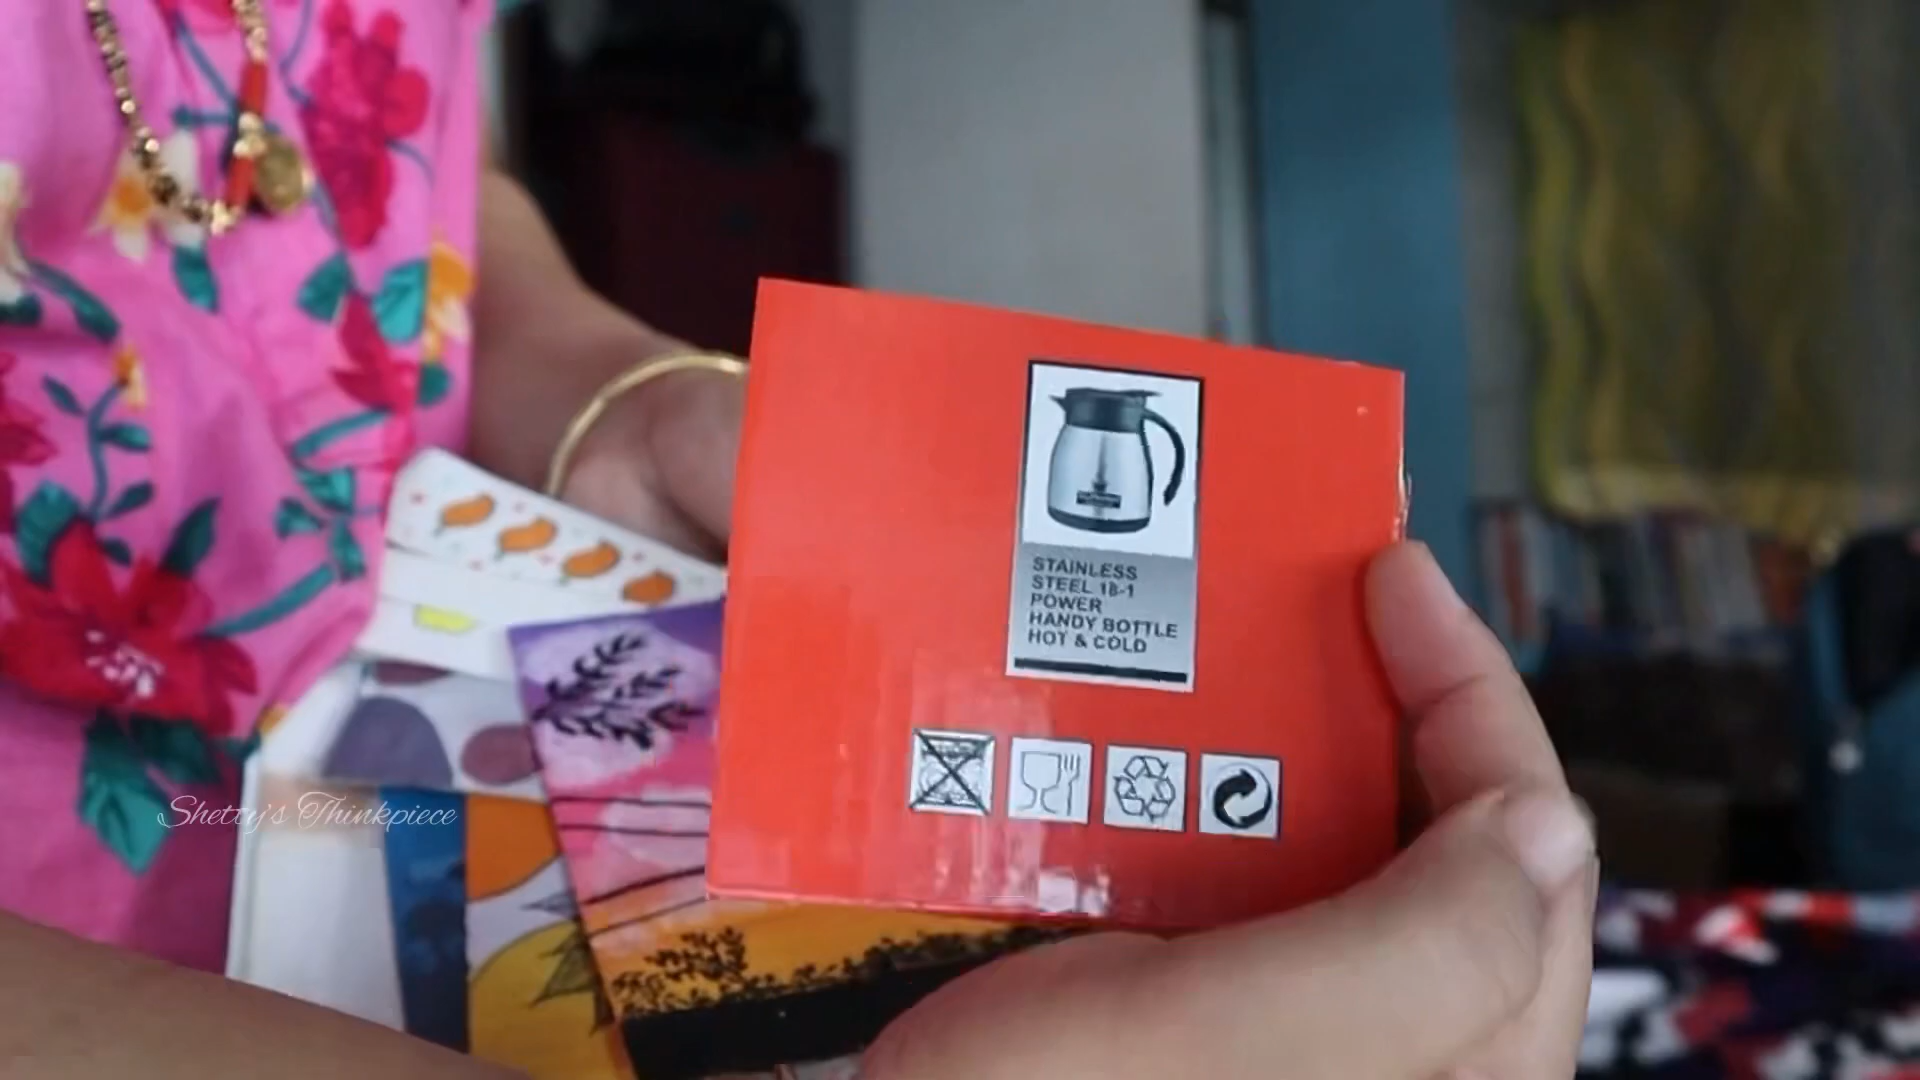 STAINLESS
STEEL 18-1
POWER
HANDY BOTTLE
HOT & COLD
Shetty's Thinkpiece